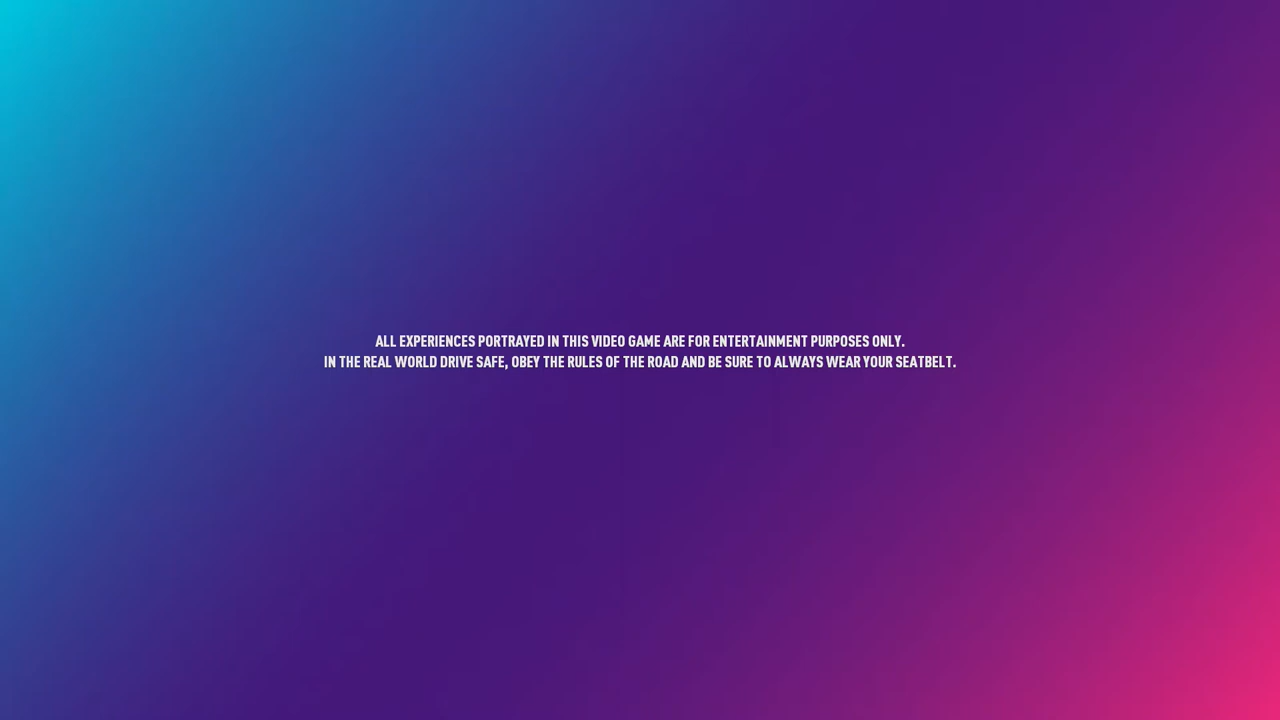 ALL EXPERIENCES PORTRAYED IN THIS VIDEO GAME ARE FOR ENTERTAINMENT PURPOSES ONLY.
IN THE REAL WORLD DRIVE SAFE, OBEY THE RULES OF THE ROAD AND BE SURE TO ALWAYS WEAR YOUR SEATBELT.